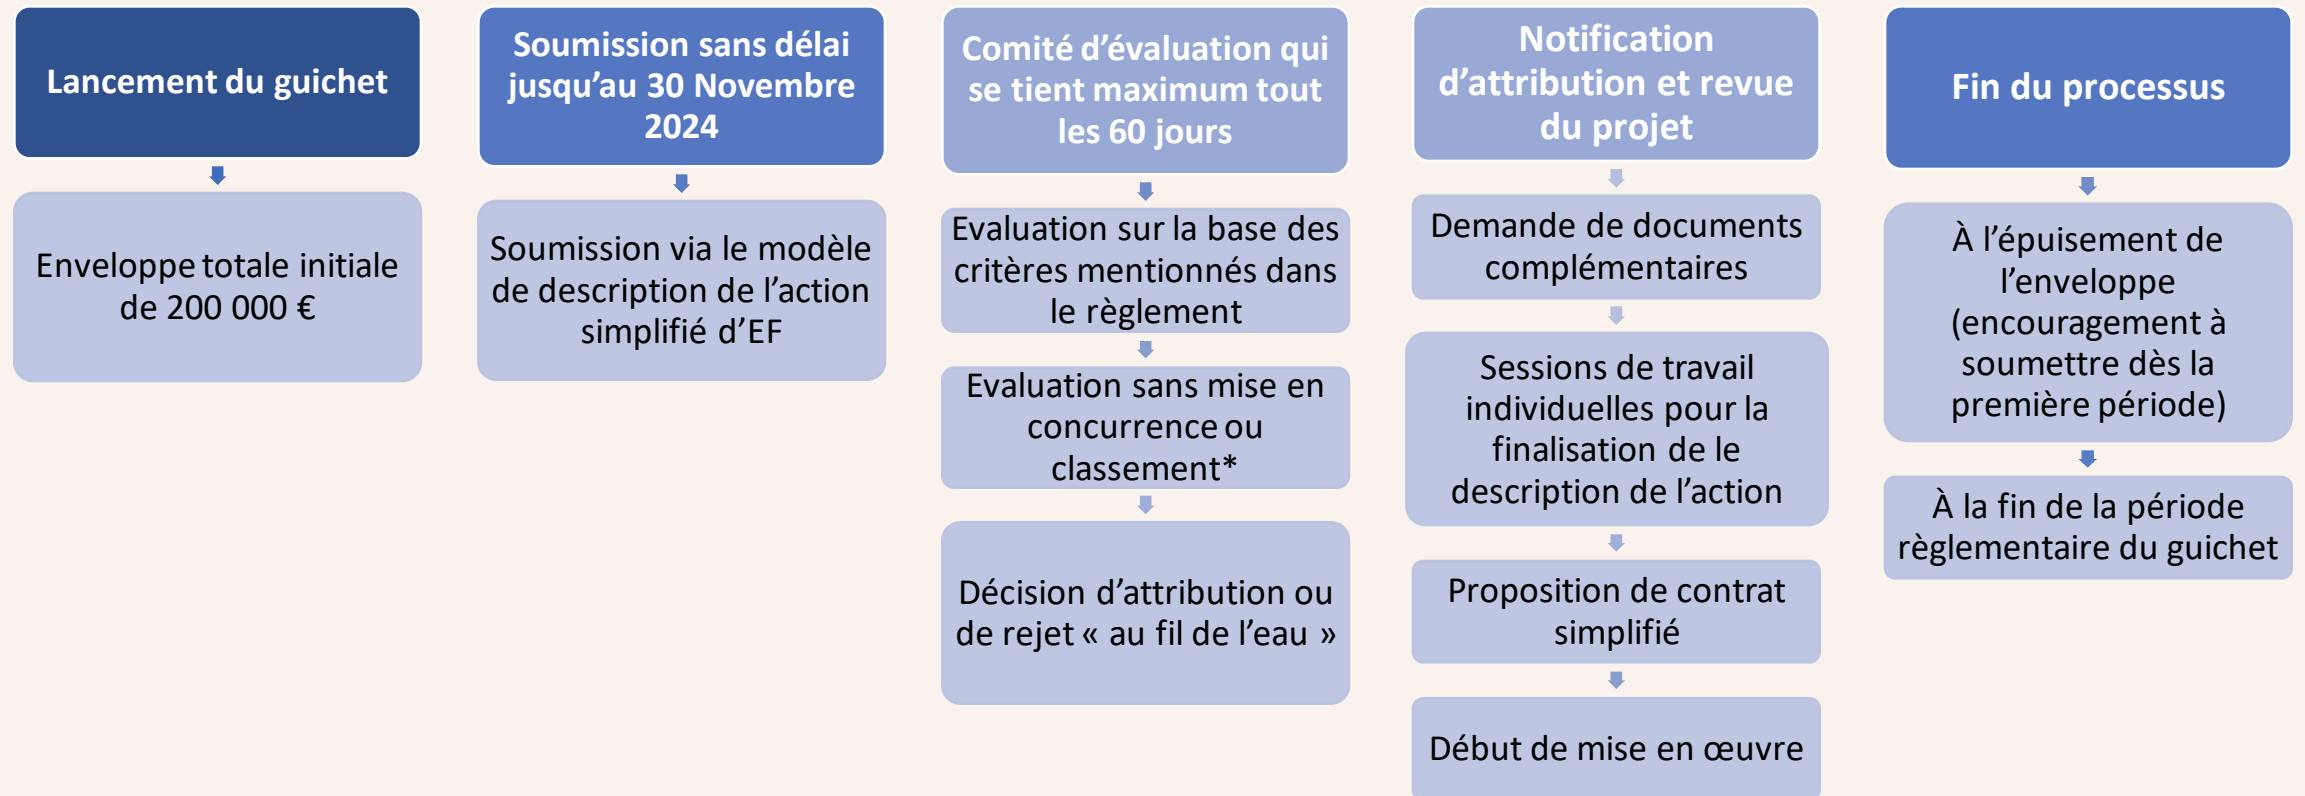 Lancement du guichet
Enveloppe totale initiale
de 200 000 €
Soumission sans délai
jusqu’au 30 Novembre
2024
Soumission via le modèle
de description de l’action
simplifié d’EF
Comité d’évaluation qui
se tient maximum tout
les 60 jours
Evaluation sur la base des
critères mentionnés dans
le règlement
Evaluation sans mise en
concurrence ou
classement*
Décision d’attribution ou
de rejet « au fil de l’eau »
Notification
d’attribution et revue
du projet
Demande de documents
complémentaires
Sessions de travail
individuelles pour la
finalisation de le
description de l’action
Proposition de contrat
simplifié
Début de mise en œuvre
Fin du processus
À l’épuisement de
l’enveloppe
(encouragement à
soumettre dès la
première période)
À la fin de la période
règlementaire du guichet